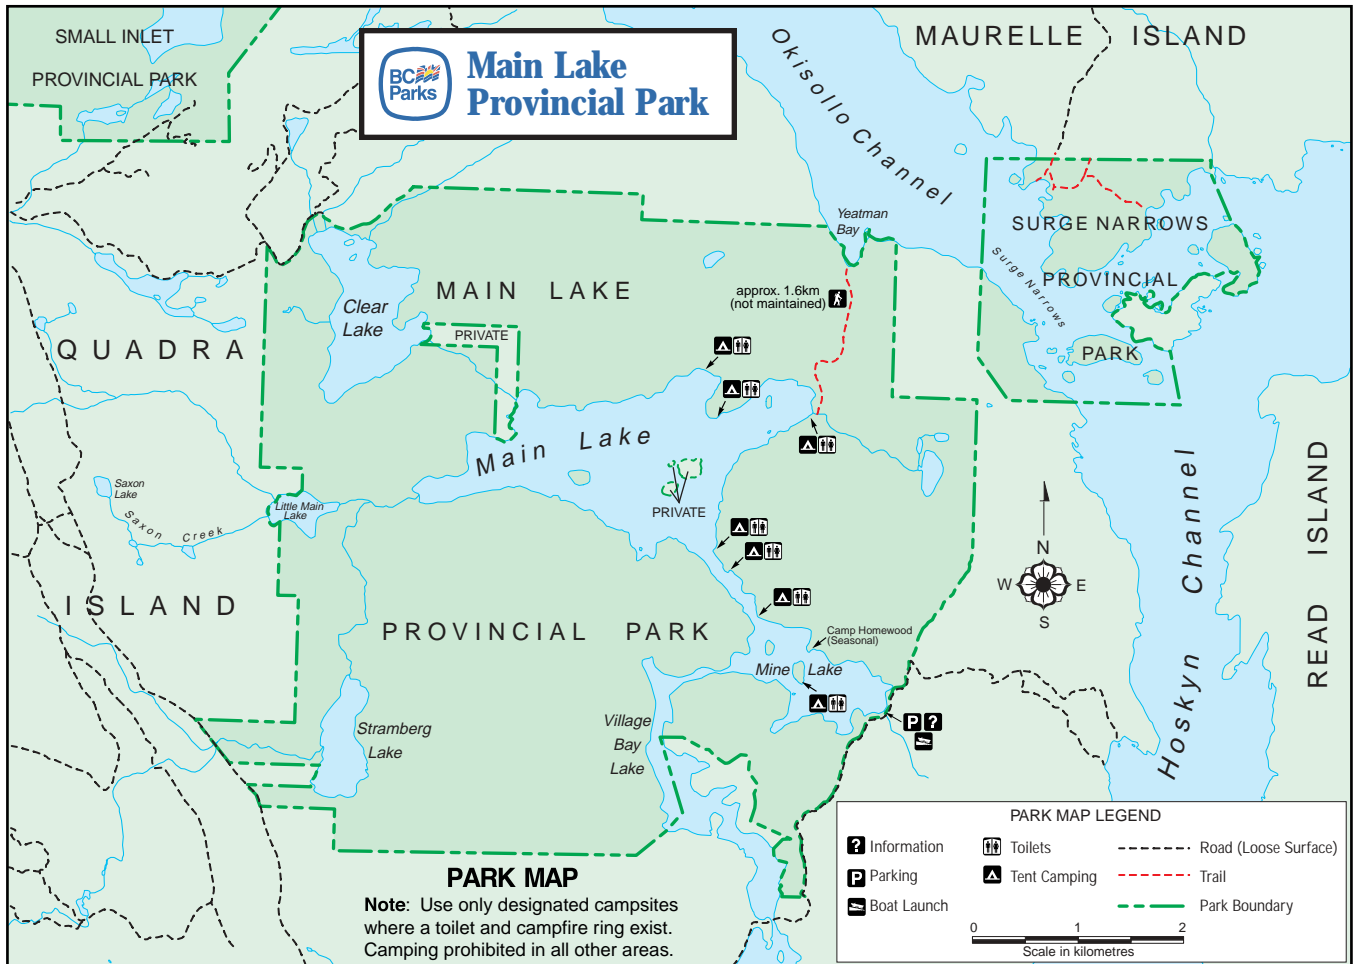 SMALL INLET
PROVINCIAL PARK
BC
Parks
Main Lake
Provincial Park
MAURELLE ISLAND
Okisollo Channel
Yeatman
Bay
SURGE NARROWS
PROVINCIAL
PARK
Surge Narrows
approx. 1.6km
(not maintained)
MAIN LAKE
Clear
Lake
PRIVATE
QUADRA
Main Lake
PRIVATE
Saxon
Lake
Saxon Creek
Little Main
Lake
ISLAND
PROVINCIAL PARK
Camp Homewood
(Seasonal)
Mine Lake
Stramberg
Lake
Village
Bay
Lake
P ?
N
W E
S
Hoskyn Channel
READ ISLAND
PARK MAP
Note: Use only designated campsites
where a toilet and campfire ring exist.
Camping prohibited in all other areas.
PARK MAP LEGEND
? Information
Toilets
Road (Loose Surface)
P Parking
Tent Camping
Trail
Boat Launch
Park Boundary
0 1 2
Scale in kilometres